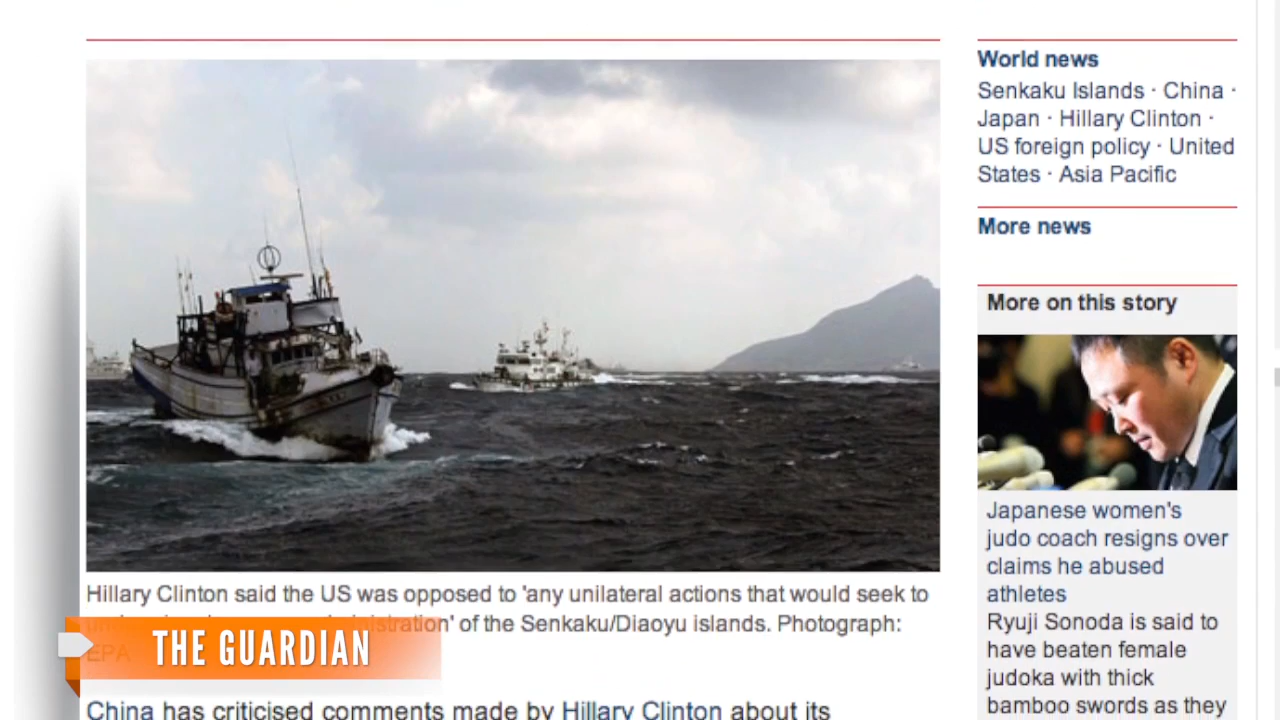 Hillary Clinton said the US was opposed to 'any unilateral actions that would seek to
of the Senkaku/Diaoyu islands. Photograph:
EPA
THE GUARDIAN
China has criticised comments made by Hillary Clinton about its
World news
Senkaku Islands · China ·
Japan · Hillary Clinton ·
US foreign policy · United
States · Asia Pacific
More news
More on this story
Japanese women's
judo coach resigns over
claims he abused
athletes
Ryuji Sonoda is said to
have beaten female
judoka with thick
bamboo swords as they